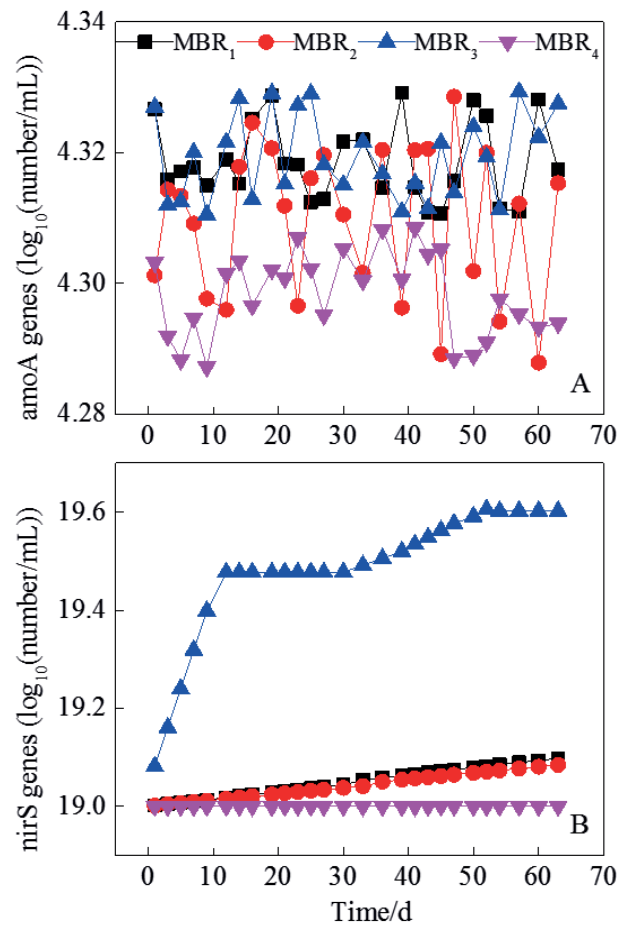 4.34
MBR₁ MBR₂ MBR₃ MBR₄
4.32
4.30
4.28
amoA genes (log₁₀(number/mL))
A
0 10 20 30 40 50 60 70
19.6
19.4
19.2
19.0
nirS genes (log₁₀(number/mL))
B
0 10 20 30 40 50 60 70
Time/d